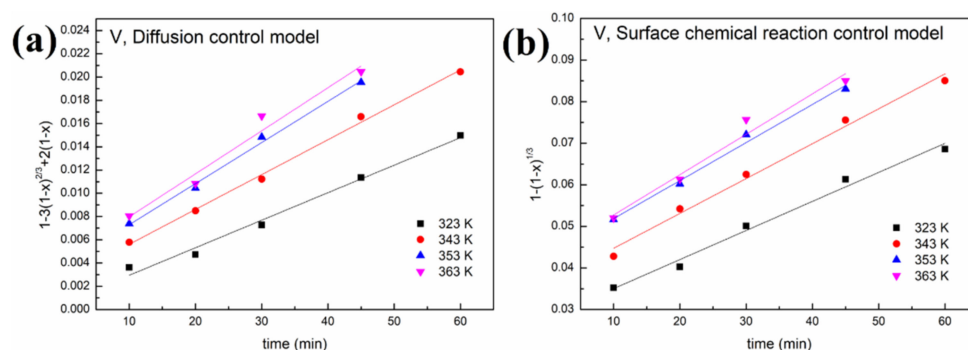 (a)
V, Diffusion control model
1-3(1-x)^{2/3}+2(1-x)
0.024
0.022
0.020
0.018
0.016
0.014
0.012
0.010
0.008
0.006
0.004
0.002
0.000
323 K
343 K
353 K
363 K
10 20 30 40 50 60
time (min)
(b)
V, Surface chemical reaction control model
1-(1-x)^{1/3}
0.10
0.09
0.08
0.07
0.06
0.05
0.04
0.03
323 K
343 K
353 K
363 K
10 20 30 40 50 60
time (min)